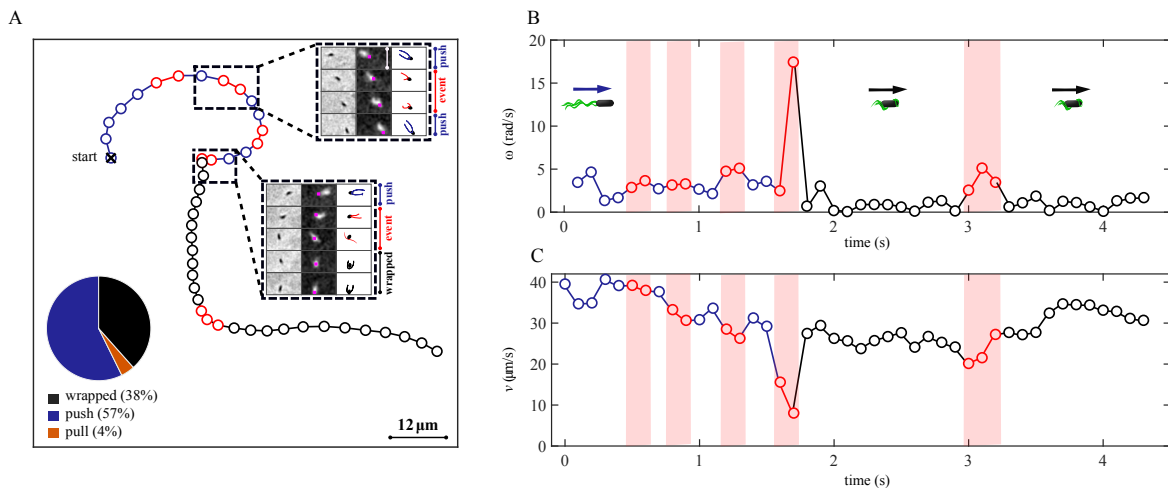 A
start
push
event
push
push
event
wrapped
wrapped (38%)
push (57%)
pull (4%)
12 μm
B
ω (rad/s)
20
15
10
5
0
0
1
2
3
4
time (s)
C
v (μm/s)
40
30
20
10
0
0
1
2
3
4
time (s)